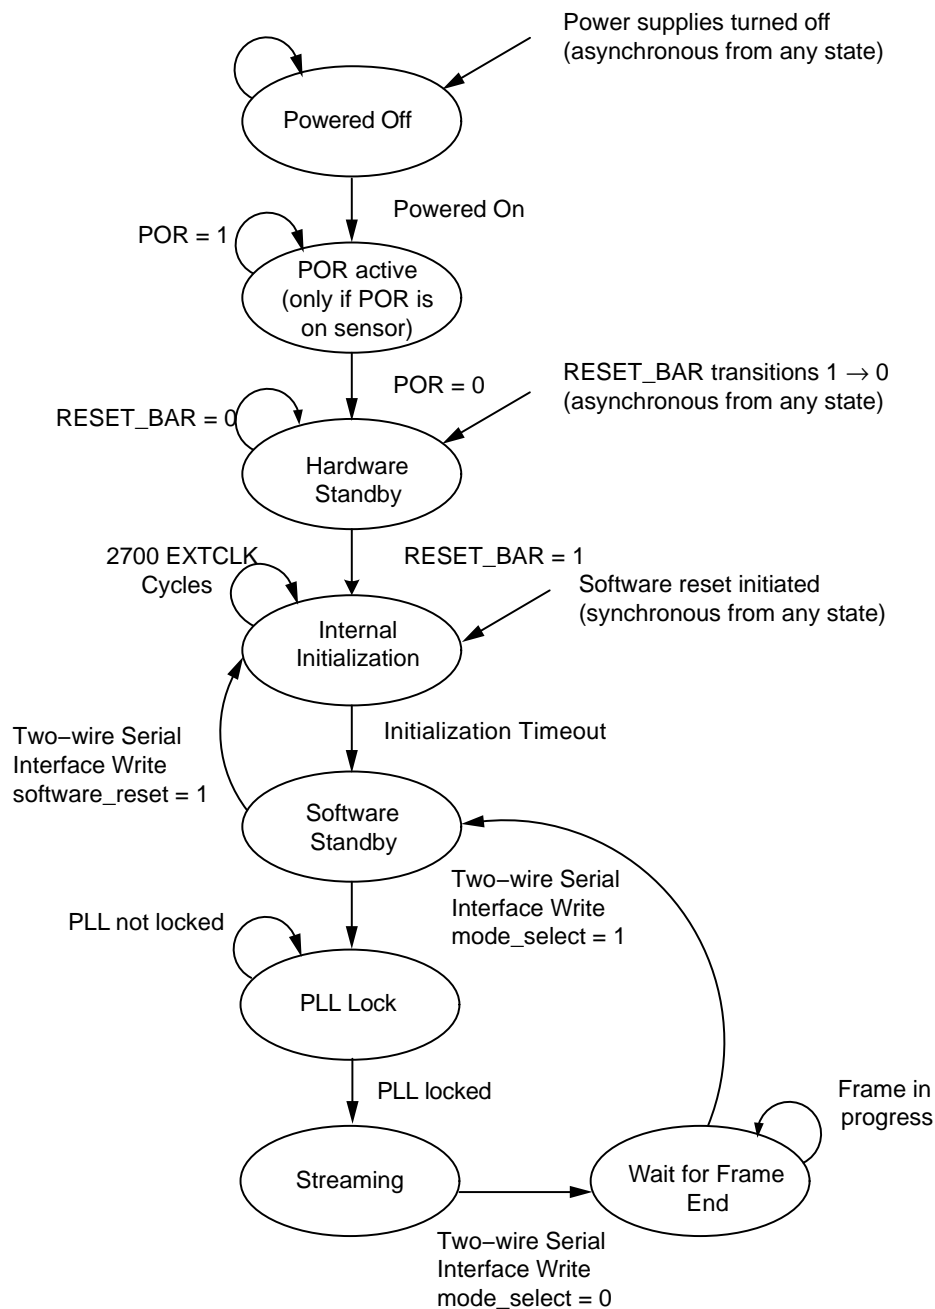 Power supplies turned off
(asynchronous from any state)
Powered Off
Powered On
POR = 1
POR active
(only if POR is
on sensor)
POR = 0
RESET_BAR transitions 1 → 0
(asynchronous from any state)
RESET_BAR = 0
Hardware
Standby
2700 EXTCLK
Cycles
RESET_BAR = 1
Software reset initiated
(synchronous from any state)
Internal
Initialization
Two−wire Serial
Interface Write
software_reset = 1
Initialization Timeout
Software
Standby
Two−wire Serial
Interface Write
mode_select = 1
PLL not locked
PLL Lock
PLL locked
Frame in
progress
Streaming
Wait for Frame
End
Two−wire Serial
Interface Write
mode_select = 0